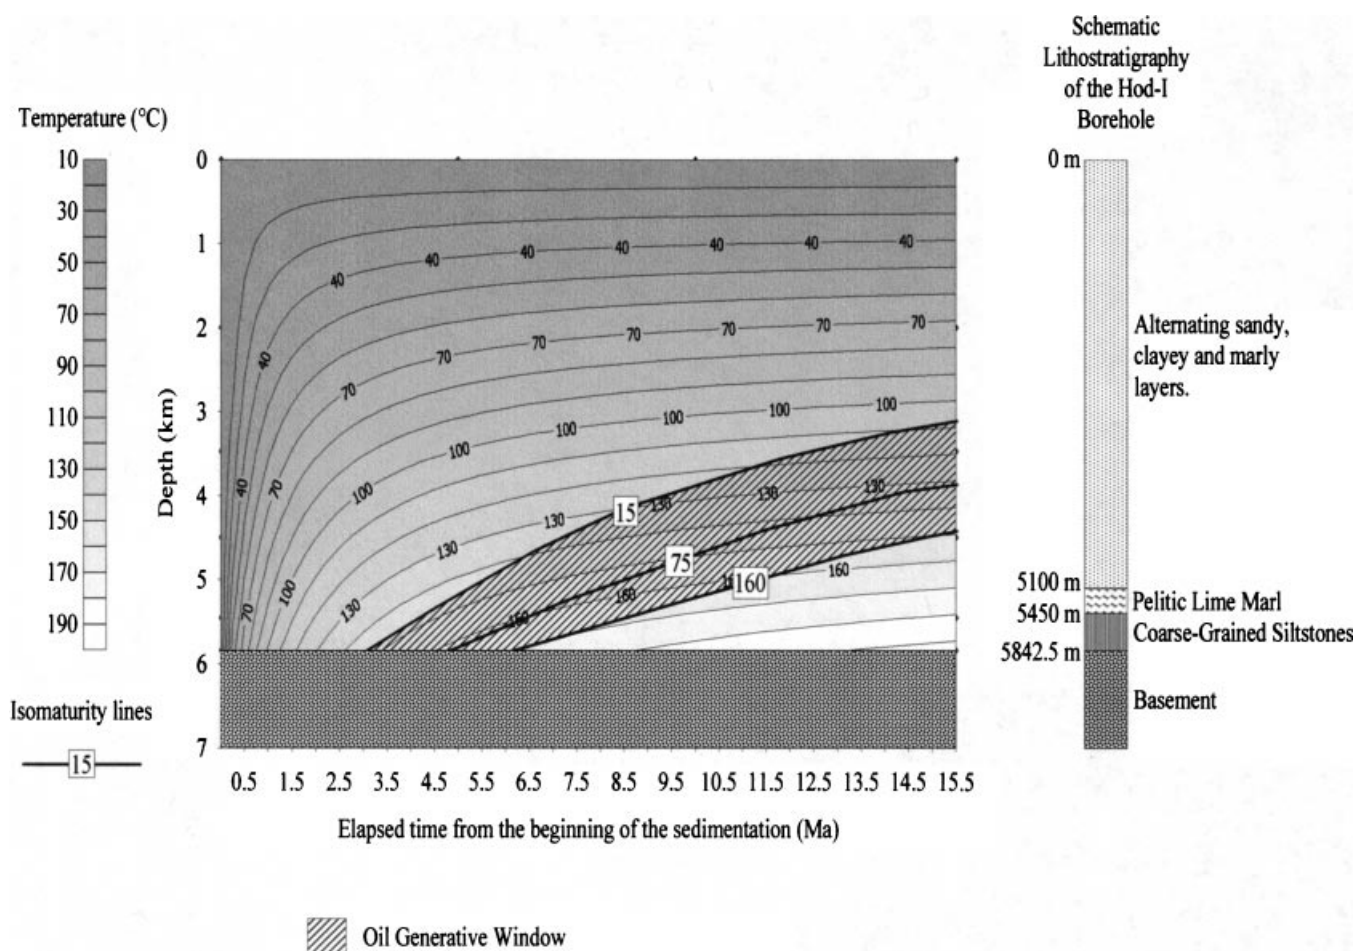 Schematic
Lithostratigraphy
of the Hod-I
Borehole
Temperature (°C)
10
30
50
70
90
110
130
150
170
190
Isomaturity lines
15
Depth (km)
0
1
2
3
4
5
6
7
40 40 40 40 40 40 40
40
70 70 70 70 70 70
40
70
100 100 100 100
100
70
100
130
130
130
130
130
130
160
160
160
15
75
160
0.5 1.5 2.5 3.5 4.5 5.5 6.5 7.5 8.5 9.5 10.5 11.5 12.5 13.5 14.5 15.5
Elapsed time from the beginning of the sedimentation (Ma)
Oil Generative Window
0 m
Alternating sandy,
clayey and marly
layers.
5100 m
Pelitic Lime Marl
5450 m
Coarse-Grained Siltstones
5842.5 m
Basement